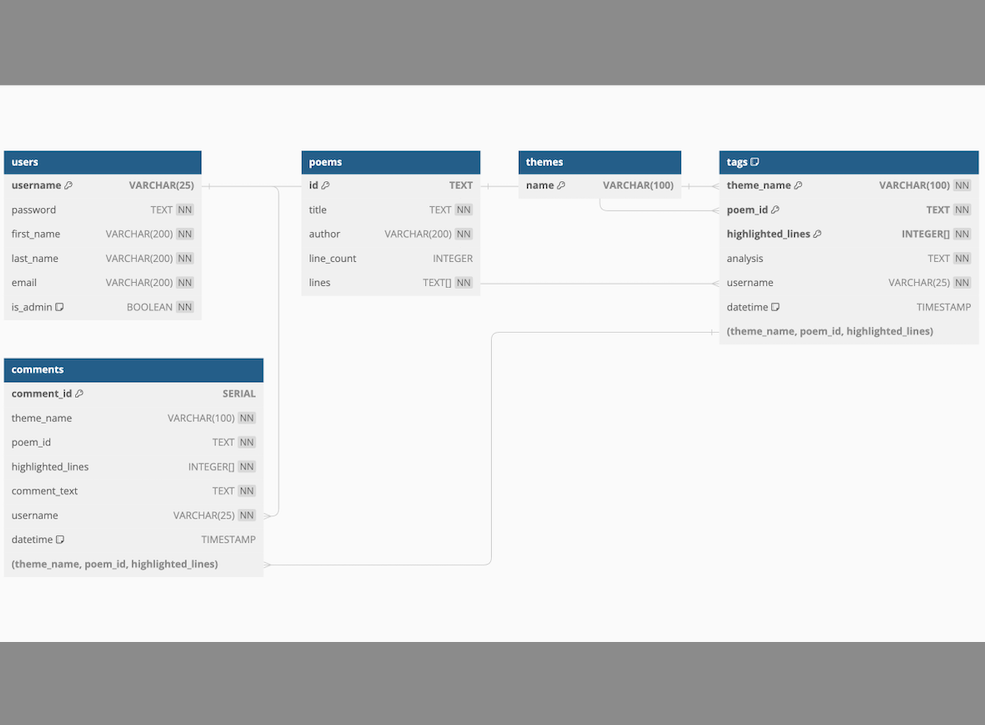 users
username VARCHAR(25)
password TEXT NN
first_name VARCHAR(200) NN
last_name VARCHAR(200) NN
email VARCHAR(200) NN
is_admin BOOLEAN NN
poems
id TEXT
title TEXT NN
author VARCHAR(200) NN
line_count INTEGER
lines TEXT[] NN
themes
name VARCHAR(100)
tags
theme_name VARCHAR(100) NN
poem_id TEXT NN
highlighted_lines INTEGER[] NN
analysis TEXT NN
username VARCHAR(25) NN
datetime TIMESTAMP
(theme_name, poem_id, highlighted_lines)
comments
comment_id SERIAL
theme_name VARCHAR(100) NN
poem_id TEXT NN
highlighted_lines INTEGER[] NN
comment_text TEXT NN
username VARCHAR(25) NN
datetime TIMESTAMP
(theme_name, poem_id, highlighted_lines)